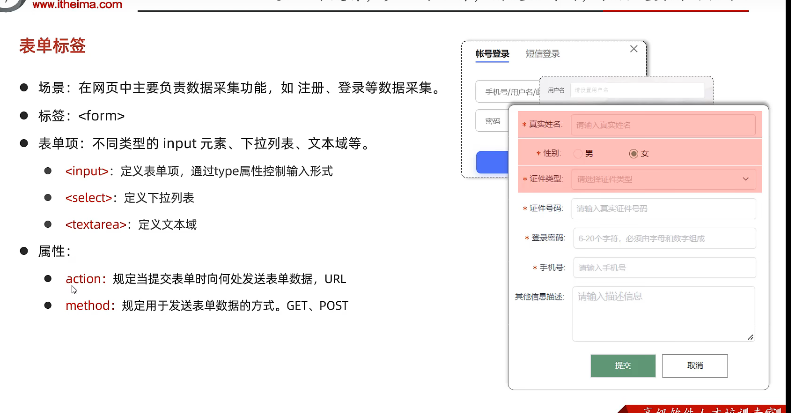 www.itheima.com
表单标签
场景：在网页中主要负责数据采集功能，如 注册、登录等数据采集。
标签：<form>
表单项：不同类型的 input 元素、下拉列表、文本域等。
<input>：定义表单项，通过type属性控制输入形式
<select>：定义下拉列表
<textarea>：定义文本域
属性：
action：规定当提交表单时向何处发送表单数据，URL
method：规定用于发送表单数据的方式。GET、POST
帐号登录 短信登录
手机号/用户名/
密码
用户名
* 真实姓名: 请输入真实姓名
* 性别: 男 女
* 证件类型: 请选择证件类型
* 证件号码: 请输入真实证件号码
* 登录密码: 6-20个字符，必须由字母和数字组成
* 手机号: 请输入手机号
其他信息描述: 请输入描述信息
提交 取消